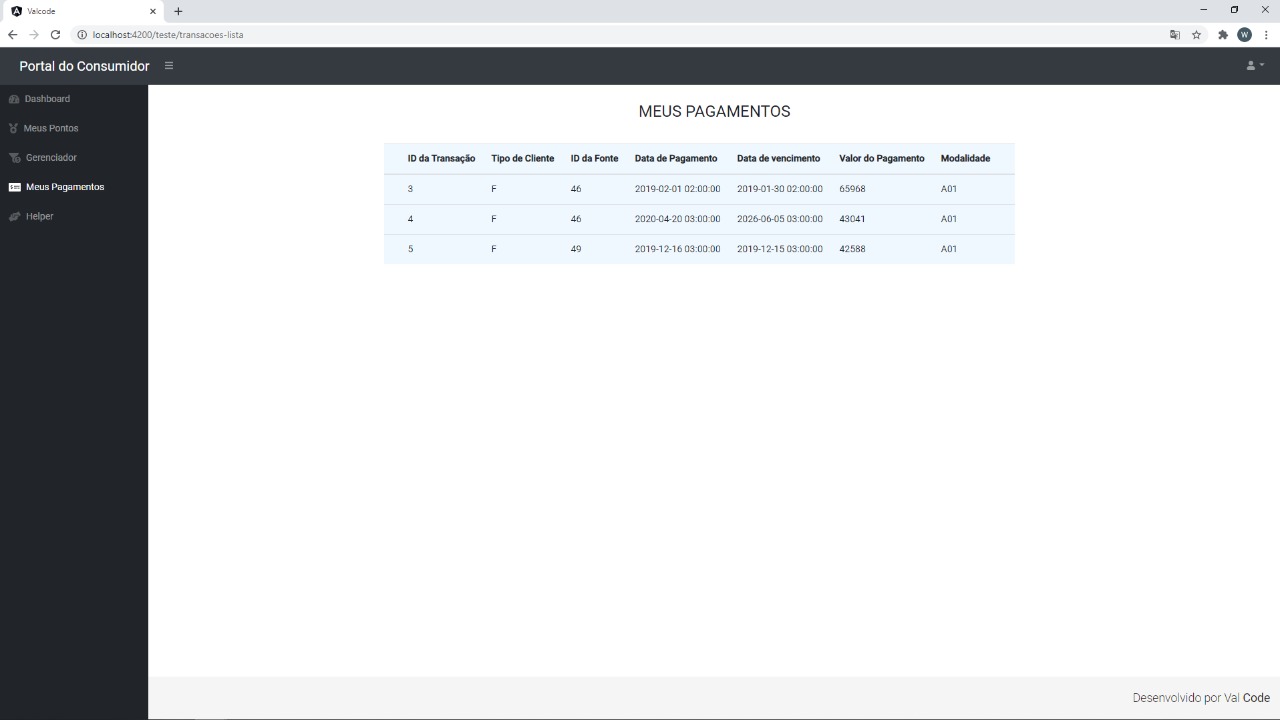 Valcode
localhost:4200/teste/transacoes-lista
W
Portal do Consumidor
Dashboard
Meus Pontos
Gerenciador
Meus Pagamentos
Helper
MEUS PAGAMENTOS
ID da Transação Tipo de Cliente ID da Fonte Data de Pagamento Data de vencimento Valor do Pagamento Modalidade
3 F 46 2019-02-01 02:00:00 2019-01-30 02:00:00 65968 A01
4 F 46 2020-04-20 03:00:00 2026-06-05 03:00:00 43041 A01
5 F 49 2019-12-16 03:00:00 2019-12-15 03:00:00 42588 A01
Desenvolvido por Val Code